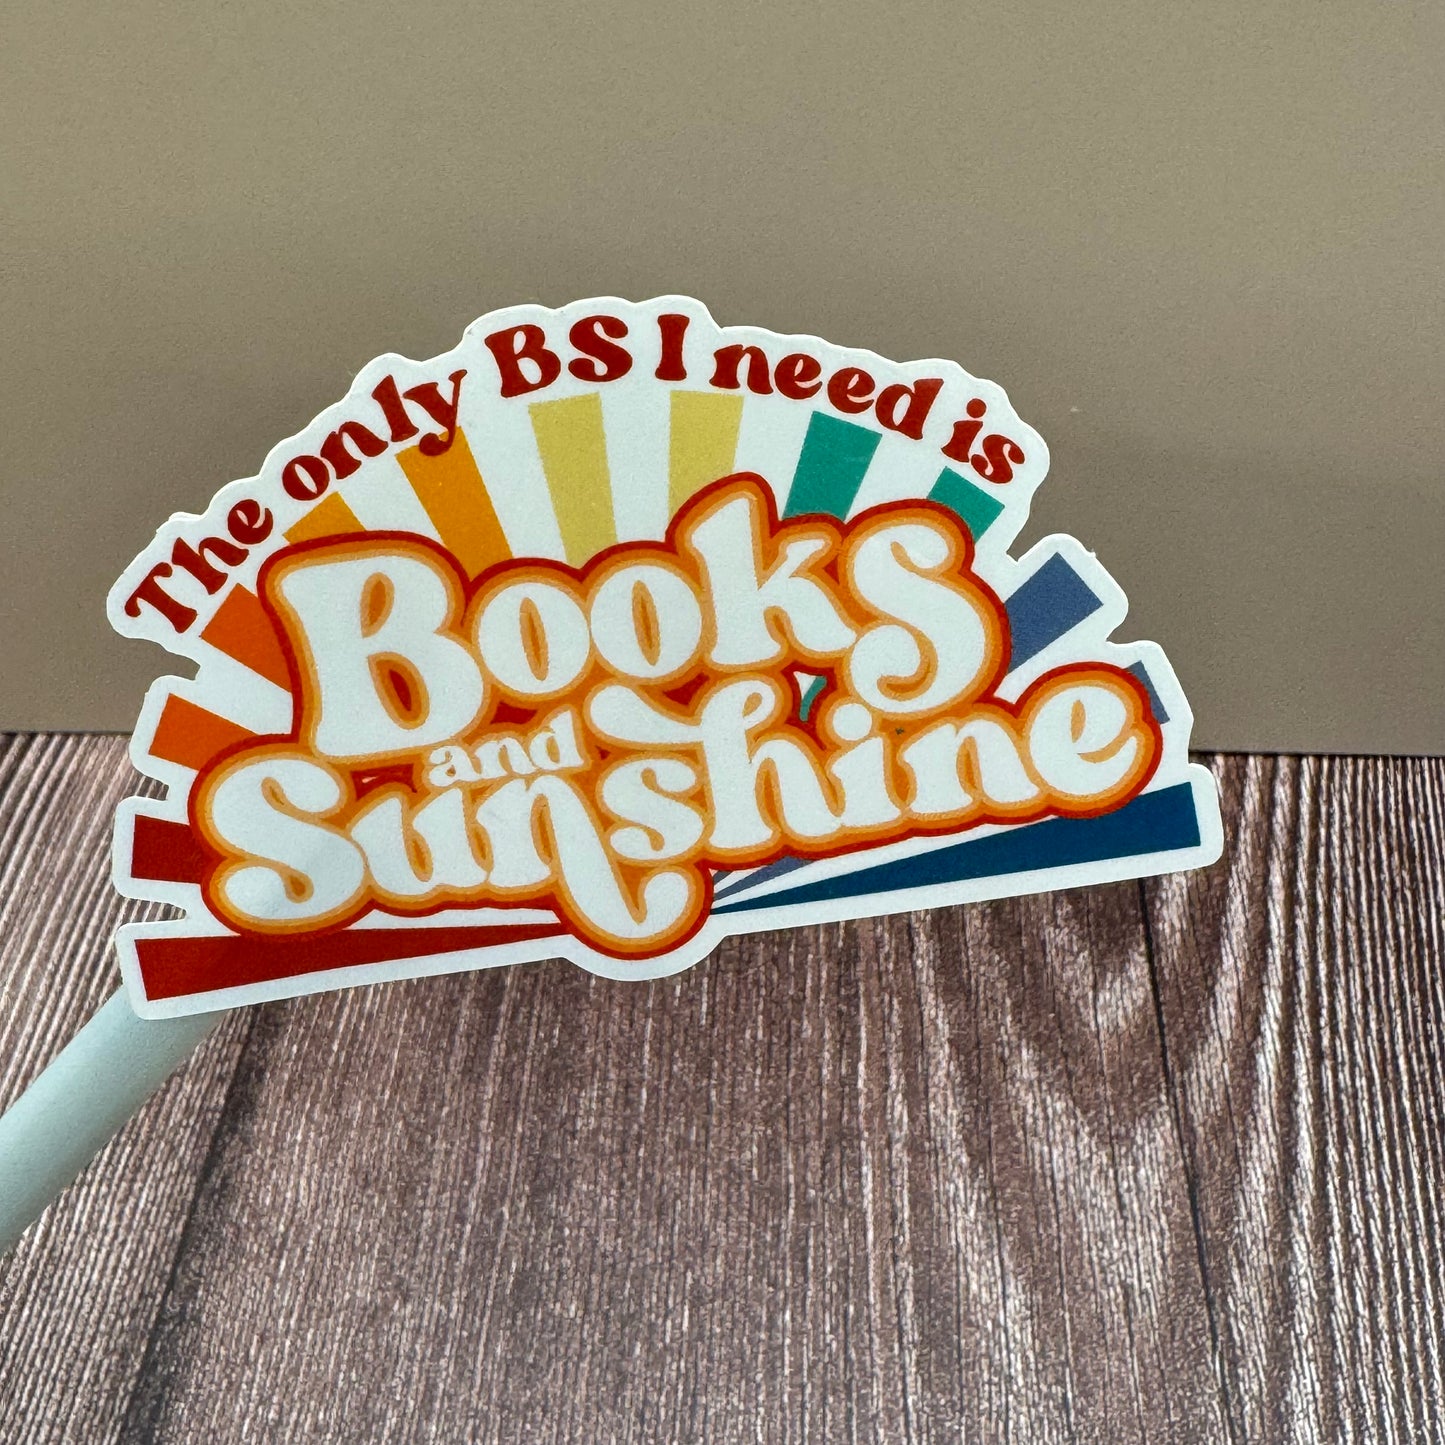 The only BS I need is
Books
and
Sunshine